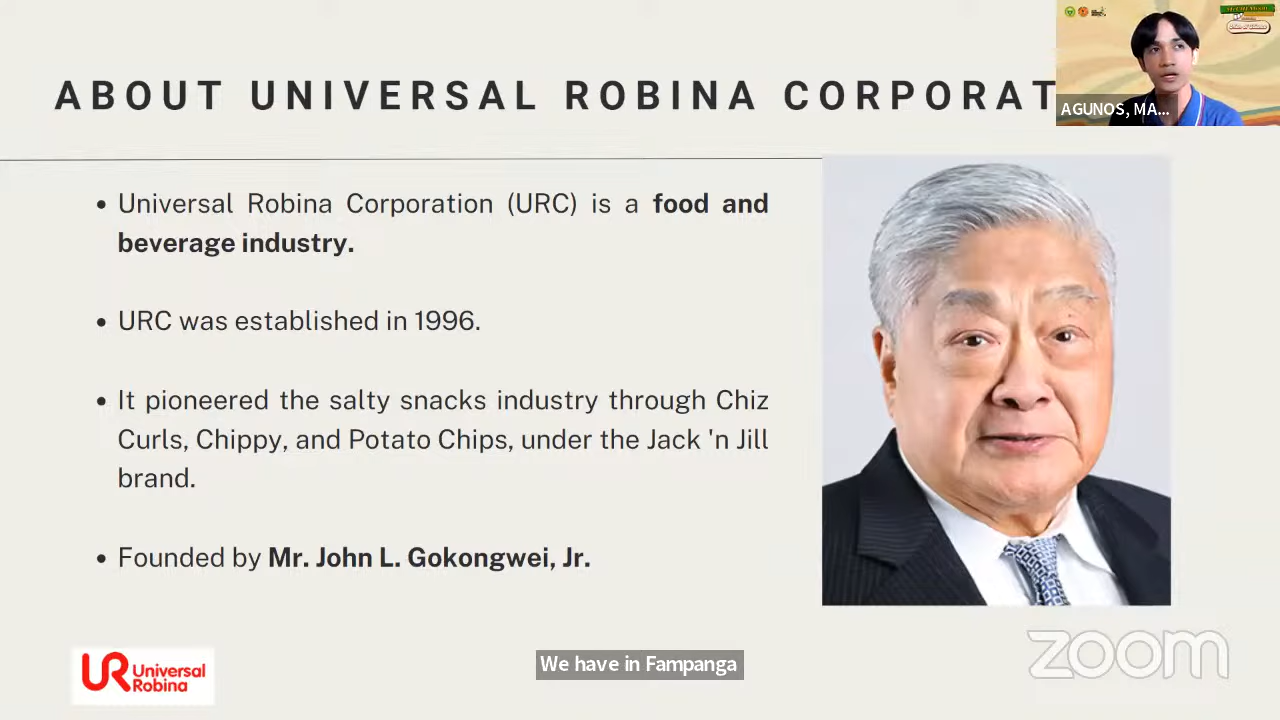 ABOUT UNIVERSAL ROBINA CORPORAT
AGUNOS, MA...
• Universal Robina Corporation (URC) is a food and
beverage industry.
• URC was established in 1996.
• It pioneered the salty snacks industry through Chiz
Curls, Chippy, and Potato Chips, under the Jack 'n Jill
brand.
• Founded by Mr. John L. Gokongwei, Jr.
UR Universal
Robina
We have in Fampanga
zoom